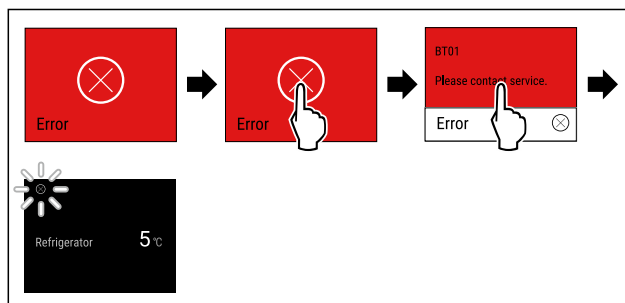 Error
Error
BT01
Please contact service.
Error
Refrigerator 5 °C